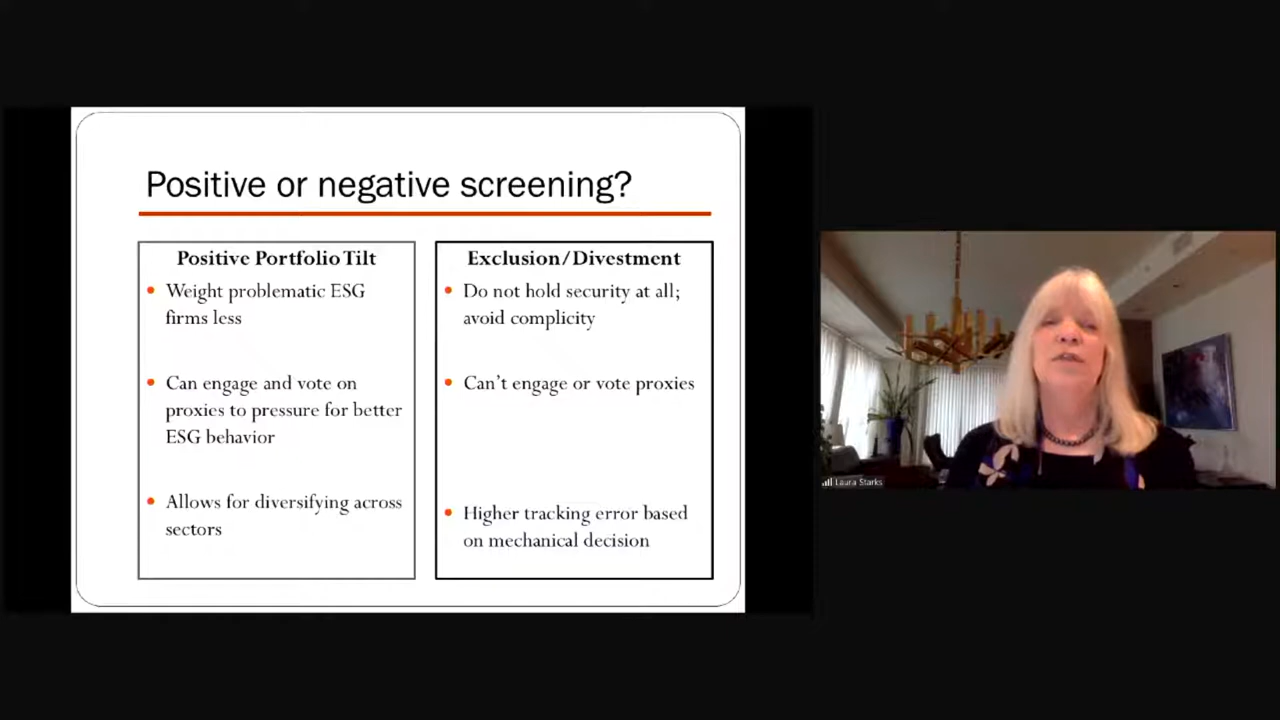 Positive or negative screening?
Positive Portfolio Tilt
• Weight problematic ESG
firms less
• Can engage and vote on
proxies to pressure for better
ESG behavior
• Allows for diversifying across
sectors
Exclusion/Divestment
• Do not hold security at all;
avoid complicity
• Can’t engage or vote proxies
• Higher tracking error based
on mechanical decision
Laura Starks